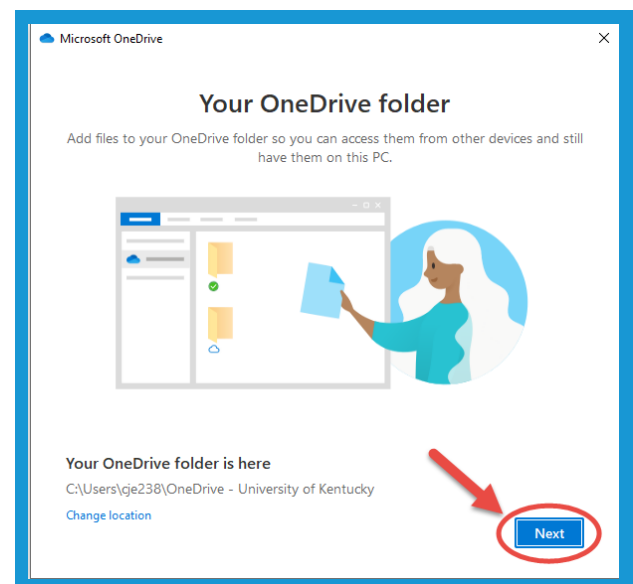 Microsoft OneDrive
Your OneDrive folder
Add files to your OneDrive folder so you can access them from other devices and still
have them on this PC.
Your OneDrive folder is here
C:\Users\cje238\OneDrive - University of Kentucky
Change location
Next